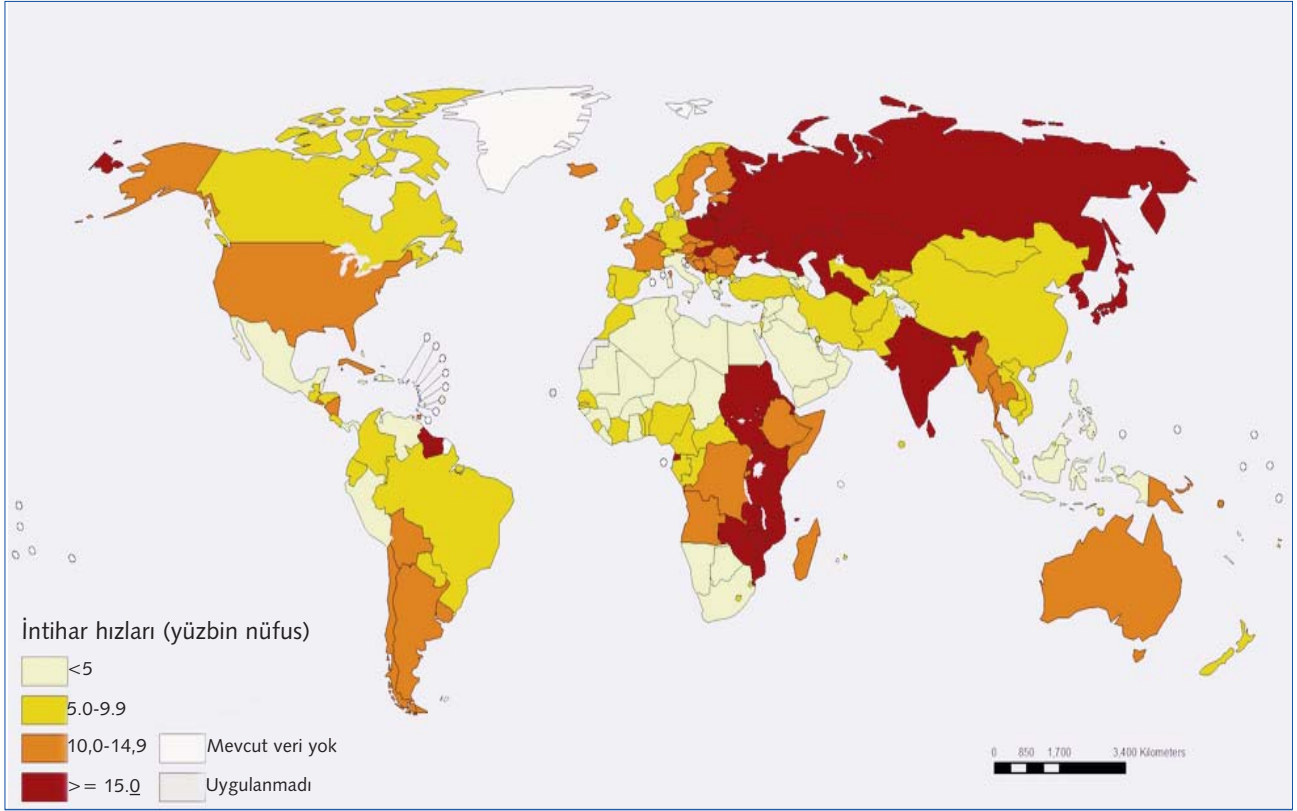 İntihar hızları (yüzbin nüfus)
<5
5.0-9.9
10,0-14,9
Mevcut veri yok
>= 15.0
Uygulanmadı
0 850 1,700 3,400 Kilometers